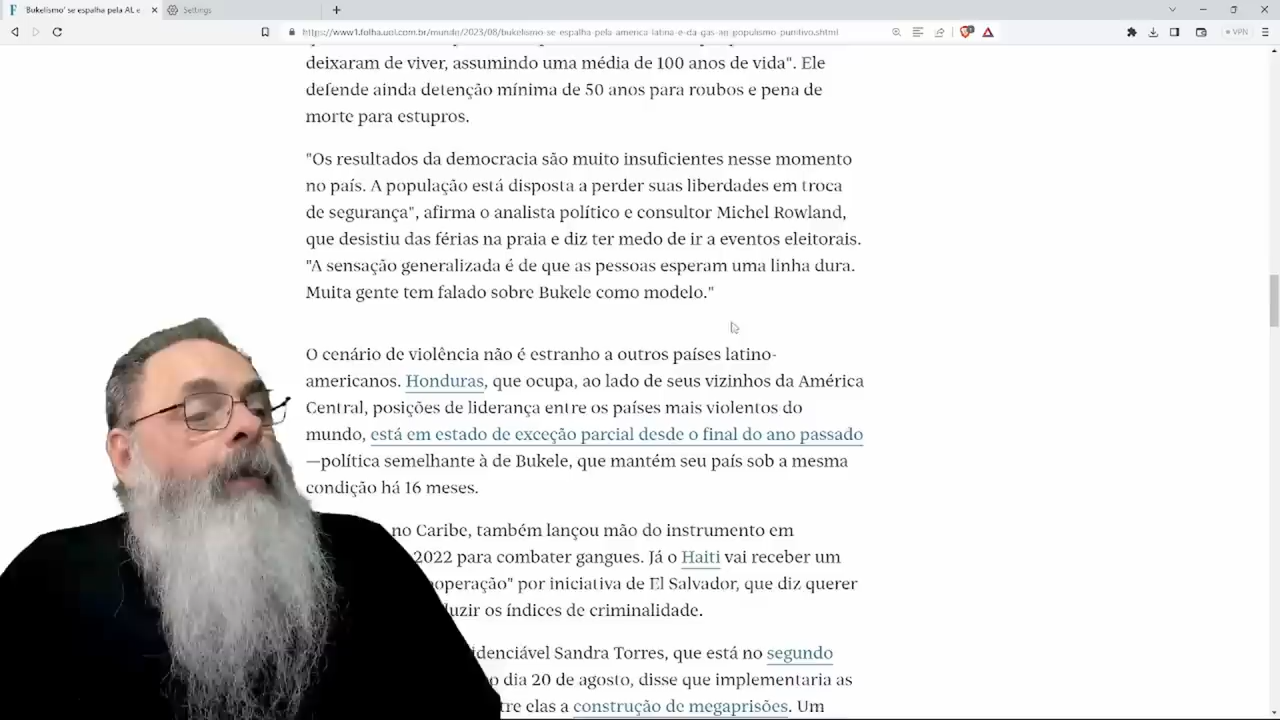 'Bukelismo' se espalha pela AL e
Settings
https://www1.folha.uol.com.br/mundo/2023/08/bukelismo-se-espalha-pela-america-latina-e-da-gas-ao-populismo-punitivo.shtml
VPN
deixaram de viver, assumindo uma média de 100 anos de vida". Ele
defende ainda detenção mínima de 50 anos para roubos e pena de
morte para estupros.
"Os resultados da democracia são muito insuficientes nesse momento
no país. A população está disposta a perder suas liberdades em troca
de segurança", afirma o analista político e consultor Michel Rowland,
que desistiu das férias na praia e diz ter medo de ir a eventos eleitorais.
"A sensação generalizada é de que as pessoas esperam uma linha dura.
Muita gente tem falado sobre Bukele como modelo."
O cenário de violência não é estranho a outros países latino-
americanos. Honduras, que ocupa, ao lado de seus vizinhos da América
Central, posições de liderança entre os países mais violentos do
mundo, está em estado de exceção parcial desde o final do ano passado
—política semelhante à de Bukele, que mantém seu país sob a mesma
condição há 16 meses.
no Caribe, também lançou mão do instrumento em
2022 para combater gangues. Já o Haiti vai receber um
operação" por iniciativa de El Salvador, que diz querer
uzir os índices de criminalidade.
idenciável Sandra Torres, que está no segundo
o dia 20 de agosto, disse que implementaria as
tre elas a construção de megaprisões. Um